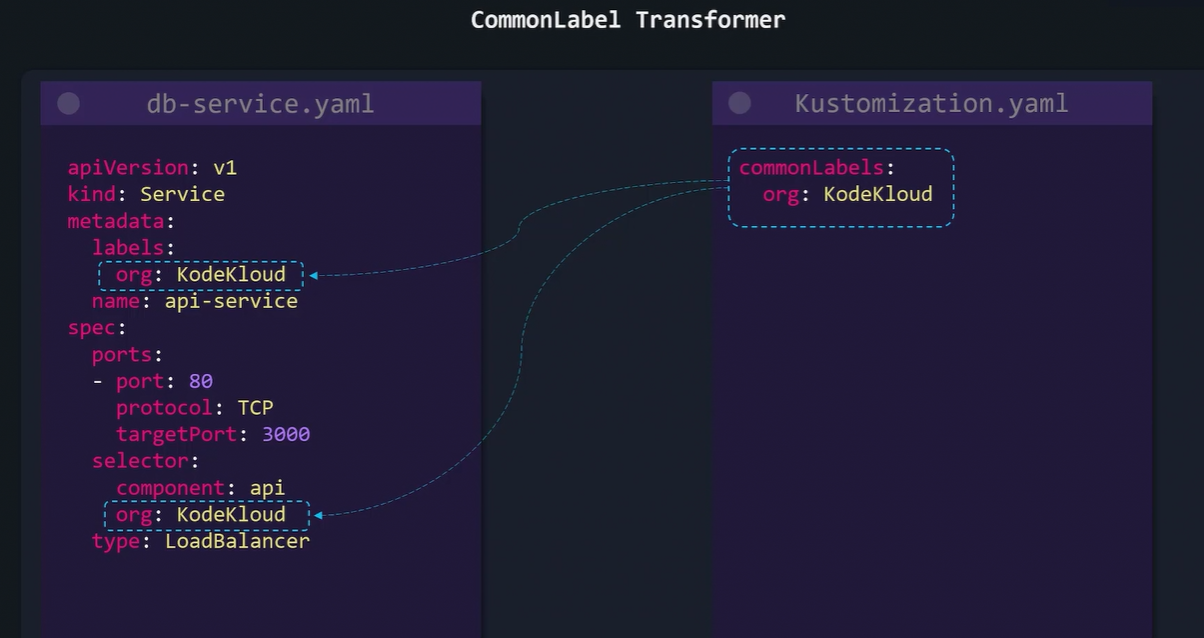 CommonLabel Transformer
db-service.yaml
apiVersion: v1
kind: Service
metadata:
  labels:
    org: KodeKloud
  name: api-service
spec:
  ports:
  - port: 80
    protocol: TCP
    targetPort: 3000
  selector:
    component: api
    org: KodeKloud
  type: LoadBalancer
Kustomization.yaml
commonLabels:
  org: KodeKloud